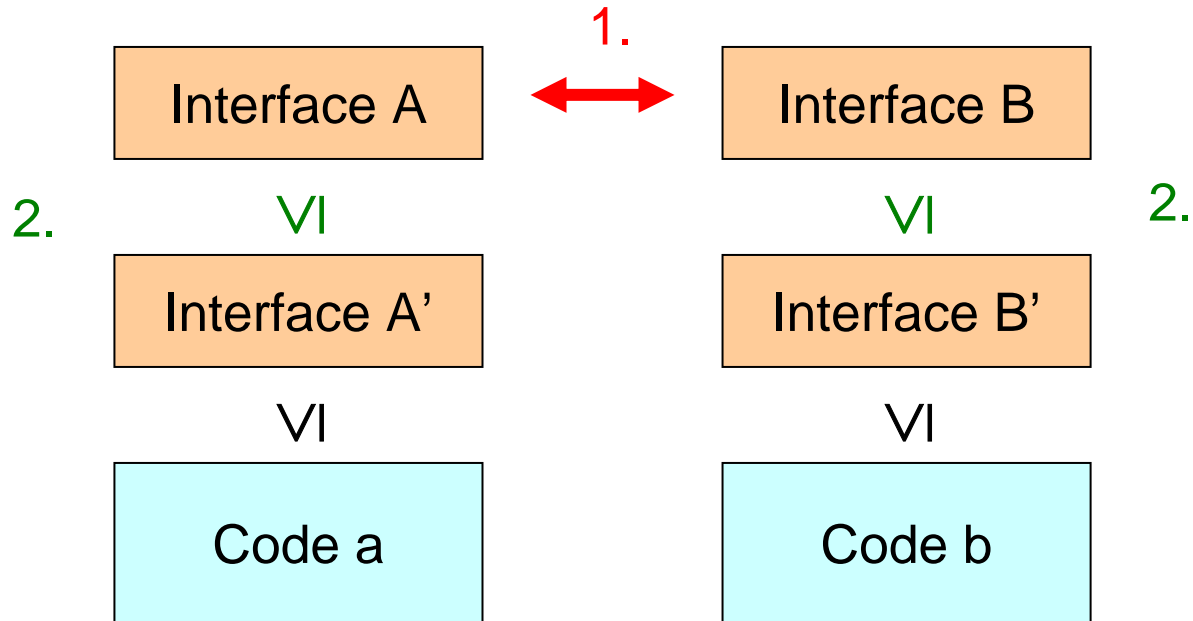 1.
Interface A
Interface B
2.
VI
VI
2.
Interface A’
Interface B’
VI
VI
Code a
Code b